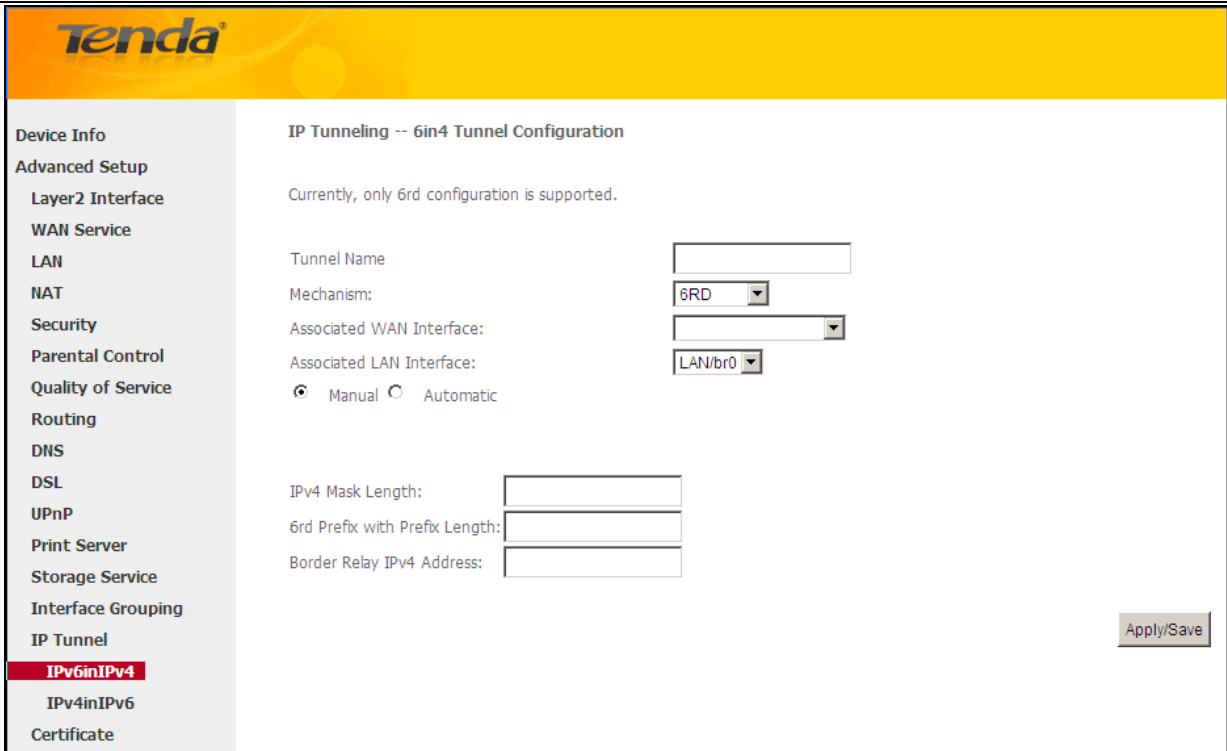 Tenda®
Device Info
Advanced Setup
Layer2 Interface
WAN Service
LAN
NAT
Security
Parental Control
Quality of Service
Routing
DNS
DSL
UPnP
Print Server
Storage Service
Interface Grouping
IP Tunnel
IPv6inIPv4
IPv4inIPv6
Certificate
IP Tunneling -- 6in4 Tunnel Configuration
Currently, only 6rd configuration is supported.
Tunnel Name
Mechanism: 6RD
Associated WAN Interface:
Associated LAN Interface: LAN/br0
Manual Automatic
IPv4 Mask Length:
6rd Prefix with Prefix Length:
Border Relay IPv4 Address:
Apply/Save